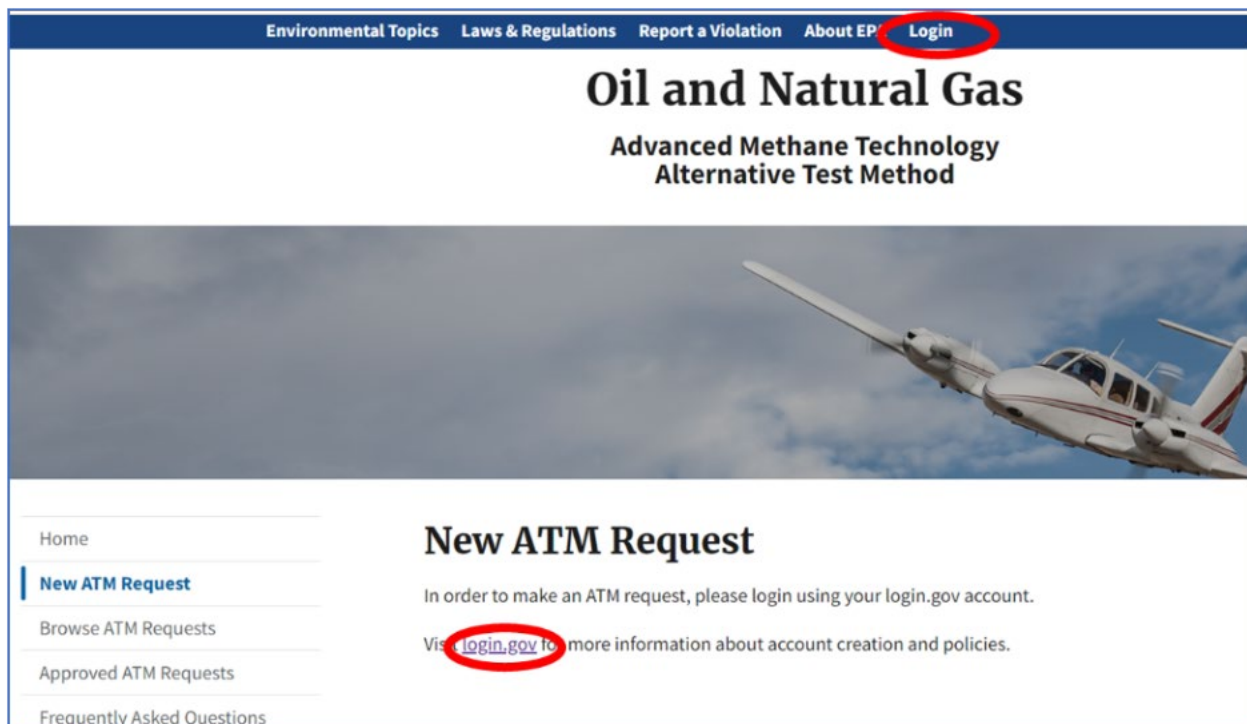 Environmental Topics Laws & Regulations Report a Violation About EPA Login
Oil and Natural Gas
Advanced Methane Technology
Alternative Test Method
Home
New ATM Request
Browse ATM Requests
Approved ATM Requests
Frequently Asked Questions
New ATM Request
In order to make an ATM request, please login using your login.gov account.
Visit login.gov for more information about account creation and policies.